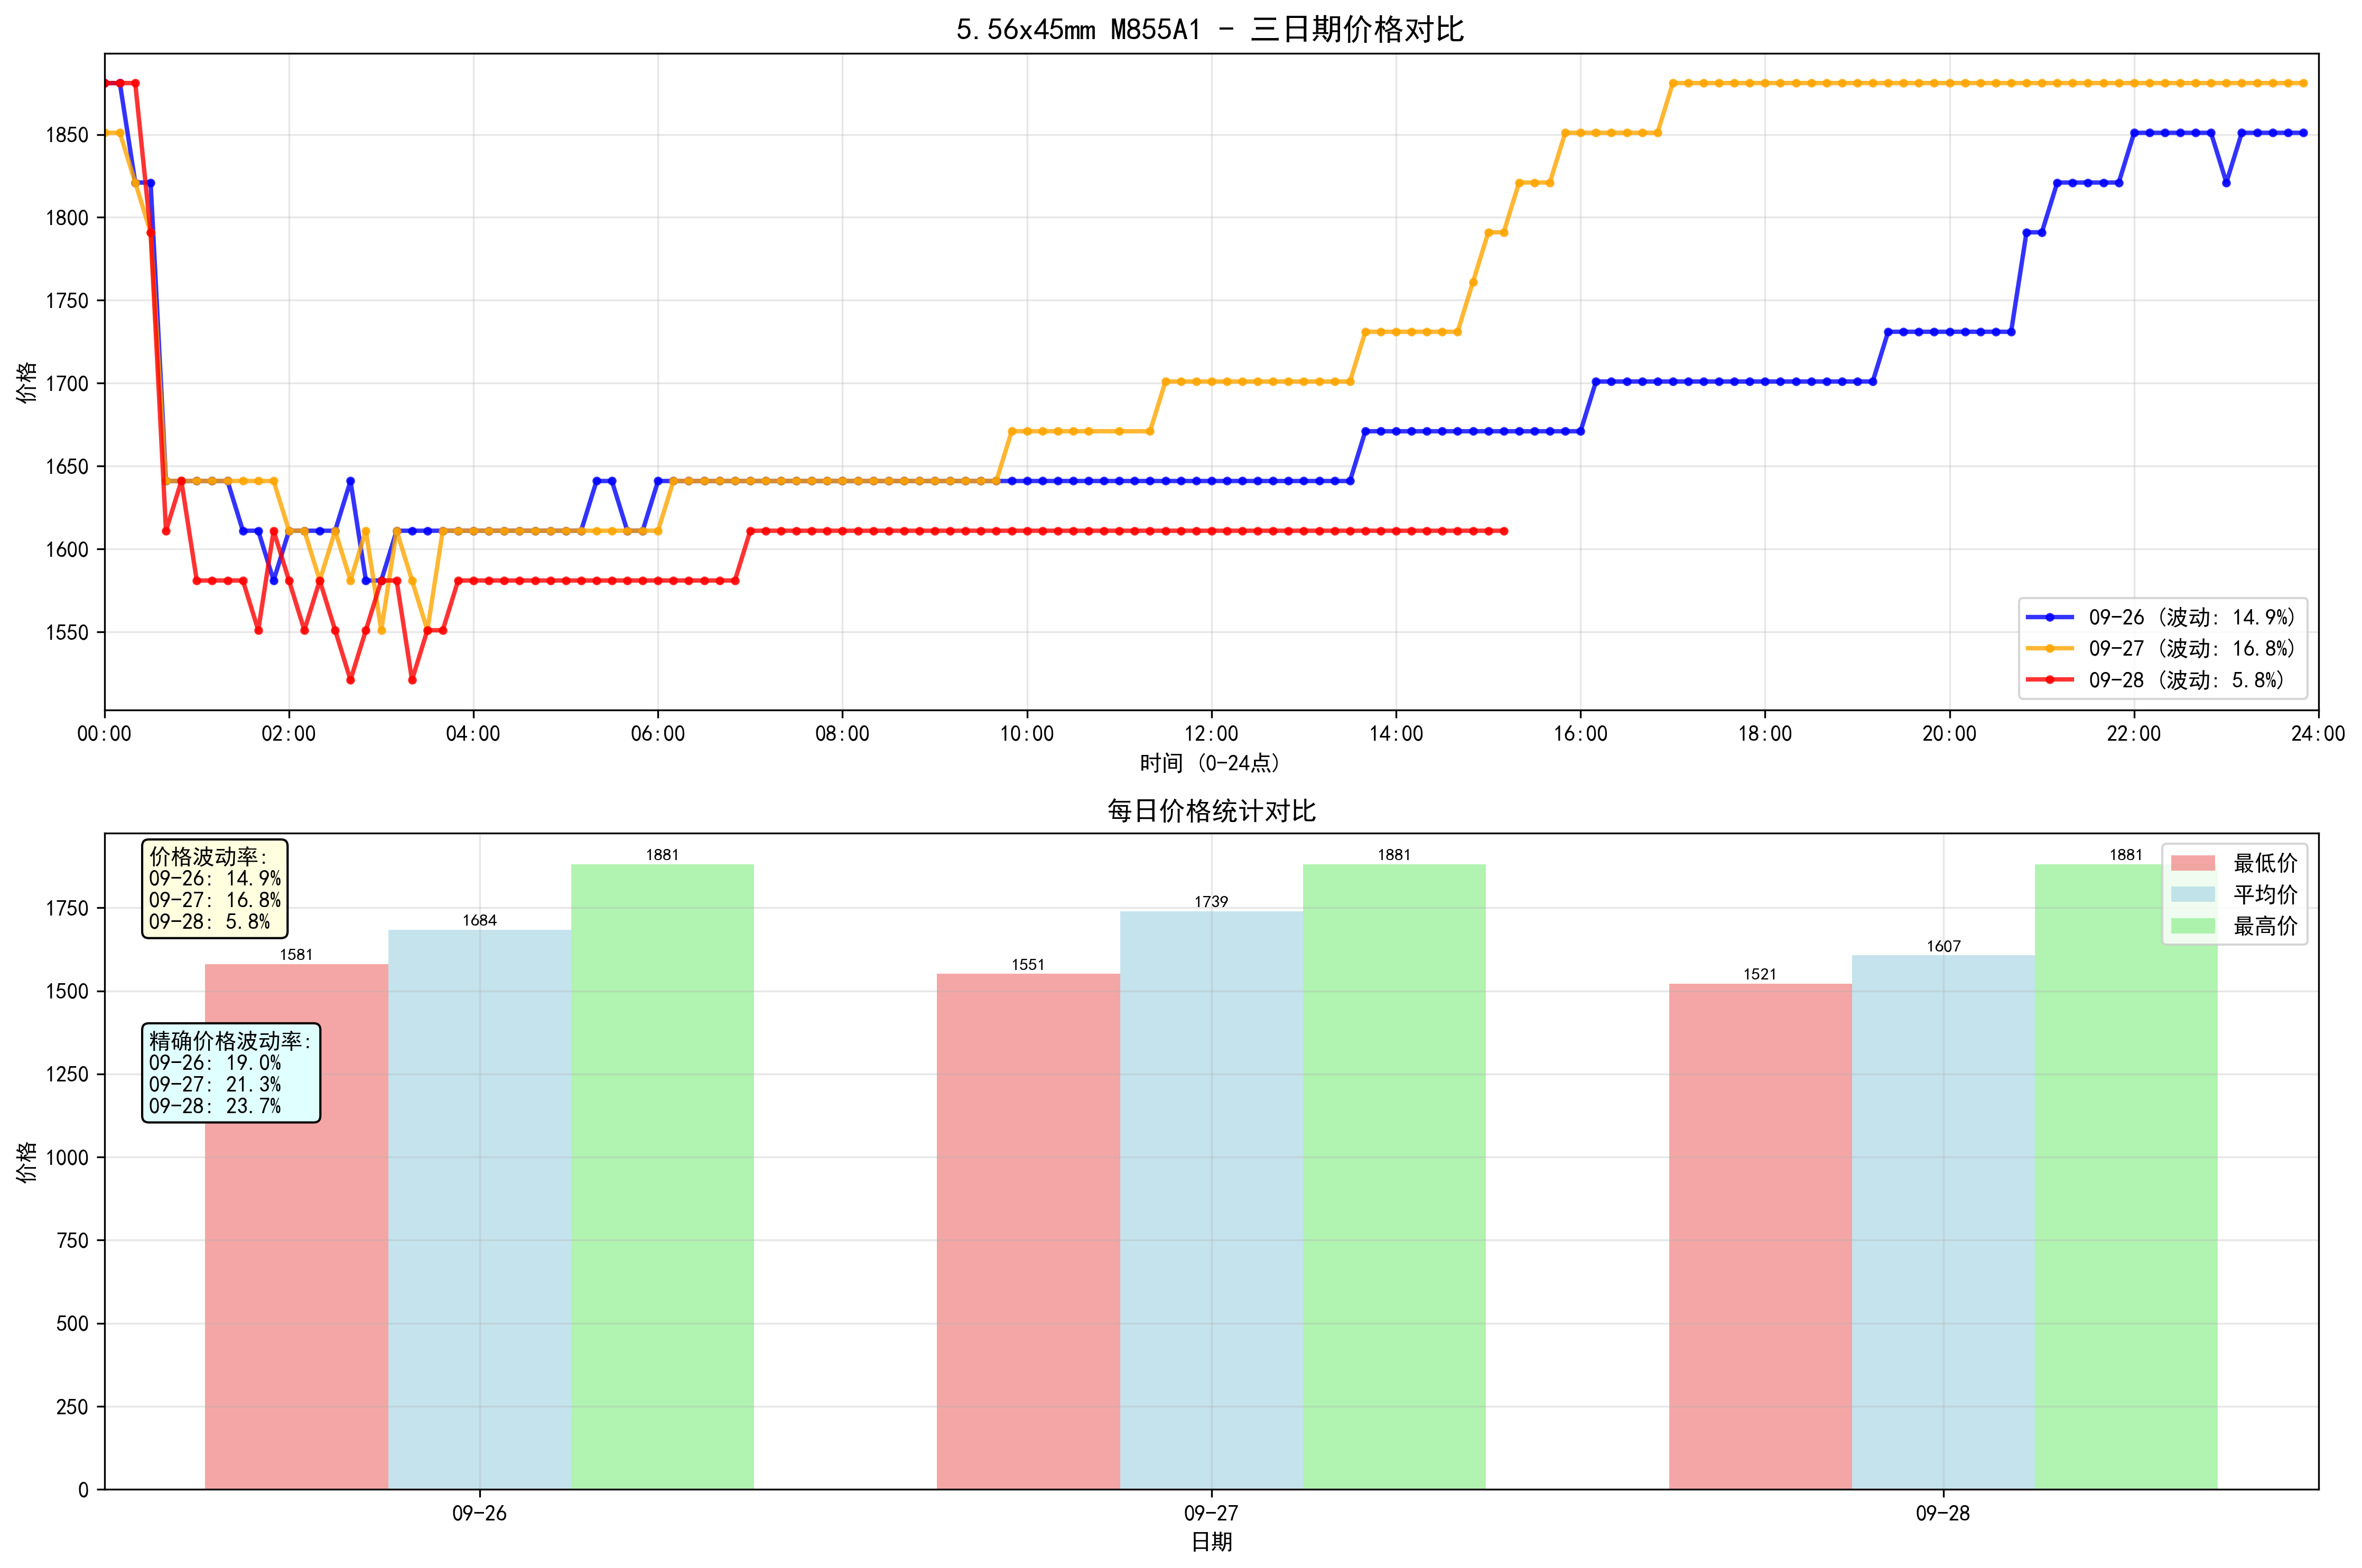 5.56x45mm M855A1 - 三日期价格对比
价格
1850
1800
1750
1700
1650
1600
1550
09-26 (波动: 14.9%)
09-27 (波动: 16.8%)
09-28 (波动: 5.8%)
00:00 02:00 04:00 06:00 08:00 10:00 12:00 14:00 16:00 18:00 20:00 22:00 24:00
时间 (0-24点)
每日价格统计对比
价格
1750
1500
1250
1000
750
500
250
0
价格波动率:
09-26: 14.9%
09-27: 16.8%
09-28: 5.8%
精确价格波动率:
09-26: 19.0%
09-27: 21.3%
09-28: 23.7%
1581 1684 1881 1551 1739 1881 1521 1607 1881
最低价
平均价
最高价
09-26 09-27 09-28
日期